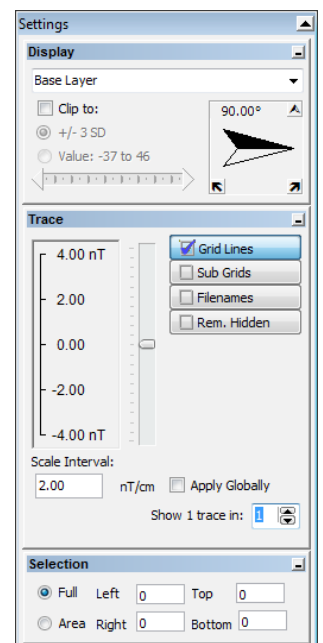 Settings
Display
Base Layer
Clip to:
90.00°
+/- 3 SD
Value: -37 to 46
Trace
4.00 nT
2.00
0.00
-2.00
-4.00 nT
Grid Lines
Sub Grids
Filenames
Rem. Hidden
Scale Interval:
2.00 nT/cm Apply Globally
Show 1 trace in: 1
Selection
Full Left 0 Top 0
Area Right 0 Bottom 0